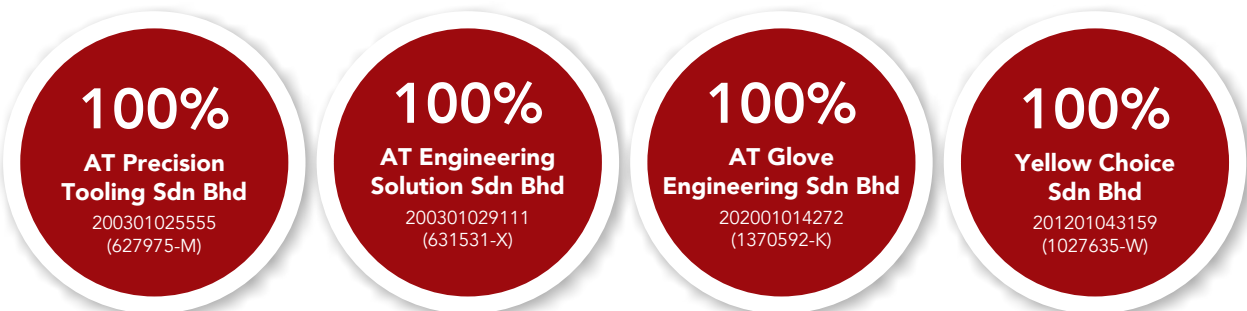 100%
AT Precision
Tooling Sdn Bhd
200301025555
(627975-M)
100%
AT Engineering
Solution Sdn Bhd
200301029111
(631531-X)
100%
AT Glove
Engineering Sdn Bhd
202001014272
(1370592-K)
100%
Yellow Choice
Sdn Bhd
201201043159
(1027635-W)